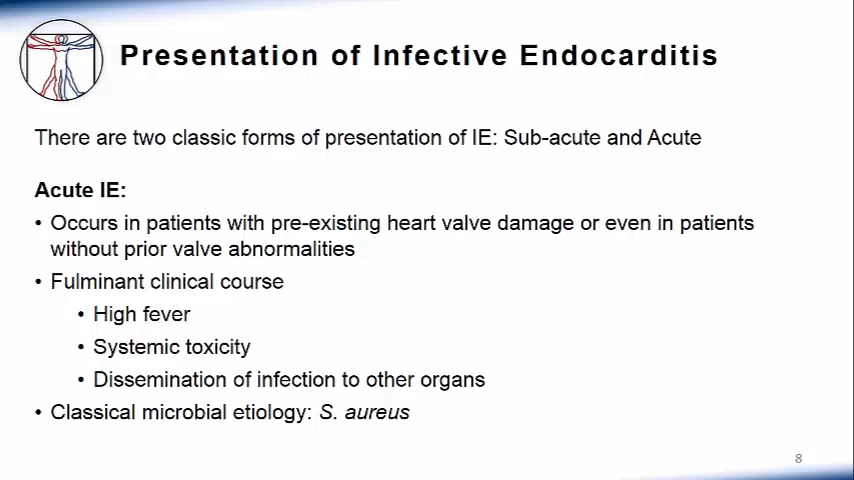 Presentation of Infective Endocarditis
There are two classic forms of presentation of IE: Sub-acute and Acute
Acute IE:
• Occurs in patients with pre-existing heart valve damage or even in patients
without prior valve abnormalities
• Fulminant clinical course
• High fever
• Systemic toxicity
• Dissemination of infection to other organs
• Classical microbial etiology: S. aureus
8